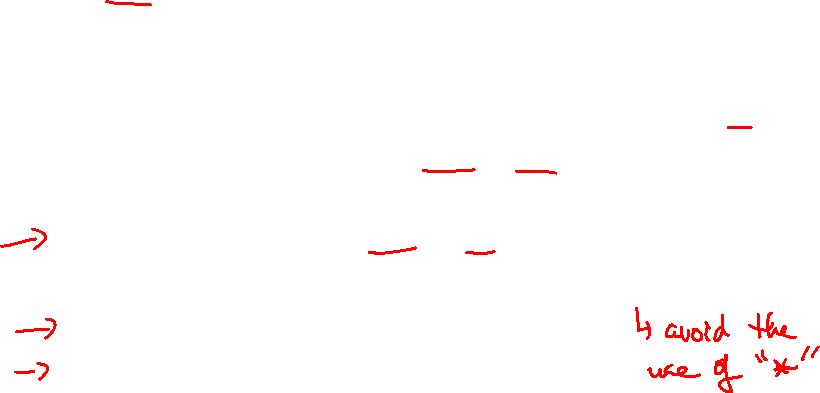 ↳ avoid the
use of "*"